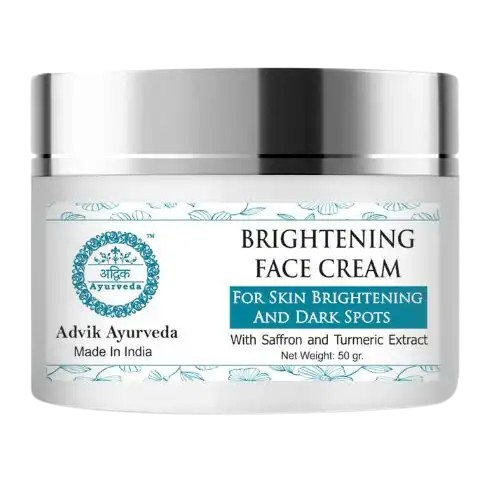 अद्विक
Ayurveda
TM
Advik Ayurveda
Made In India
BRIGHTENING
FACE CREAM
FOR SKIN BRIGHTENING
AND DARK SPOTS
With Saffron and Turmeric Extract
Net Weight: 50 gr.